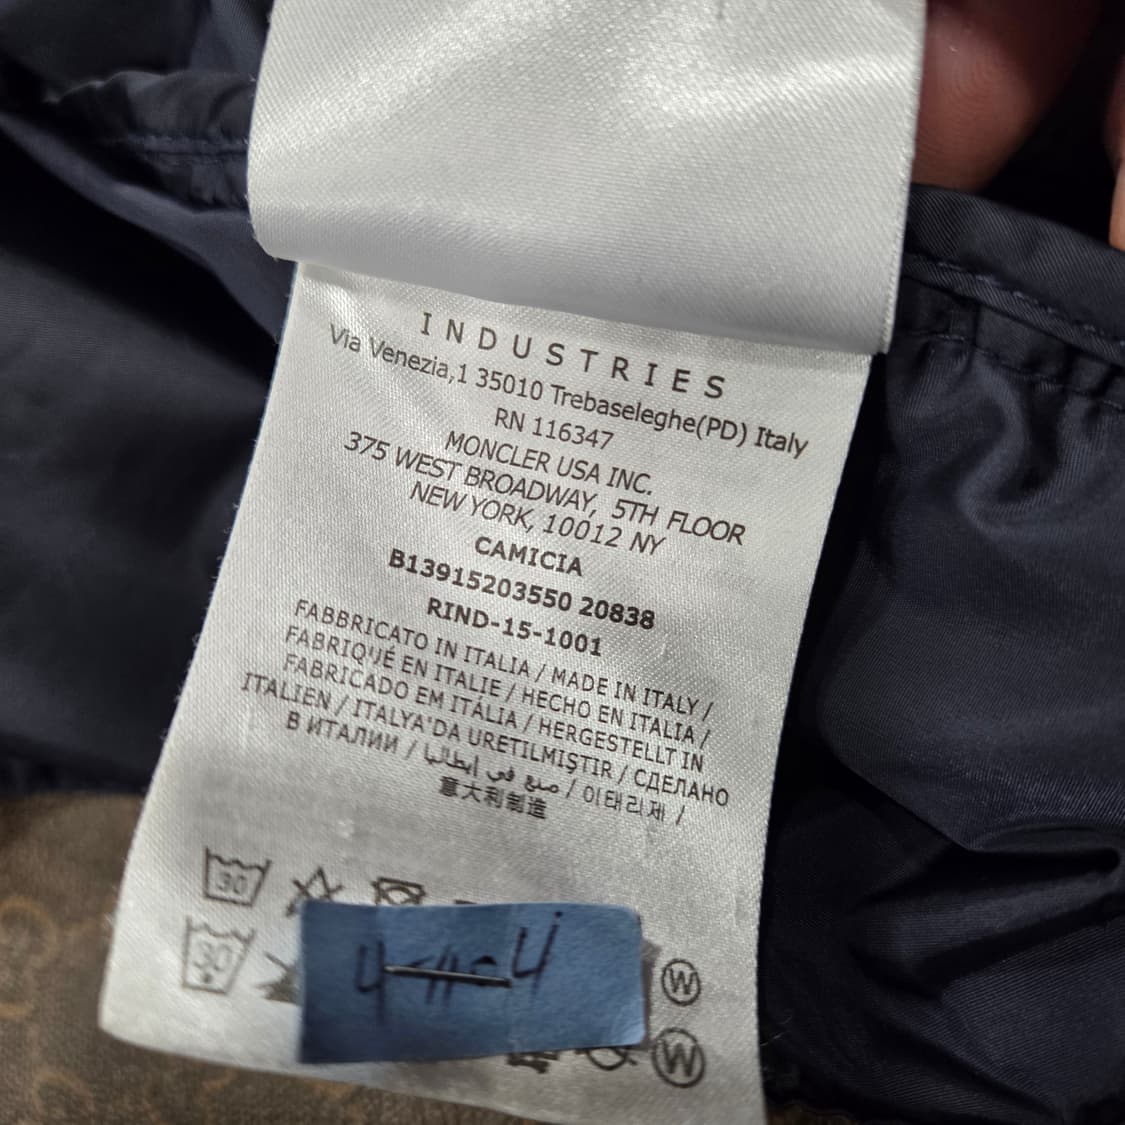 INDUSTRIES
Via Venezia,1 35010 Trebaseleghe(PD) Italy
RN 116347
MONCLER USA INC.
375 WEST BROADWAY, 5TH FLOOR
NEW YORK, 10012 NY
CAMICIA
B13915203550 20838
RIND-15-1001
FABBRICATO IN ITALIA / MADE IN ITALY /
FABRIQUÉ EN ITALIE / HECHO EN ITALIA /
FABRICADO EM ITÁLIA / HERGESTELLT IN
ITALIEN / ITALYA'DA URETILMIŞTIR / СДЕЛАНО
В ИТАЛИИ / صنع في إيطاليا / 이태리제 /
意大利制造
30
30 W
W